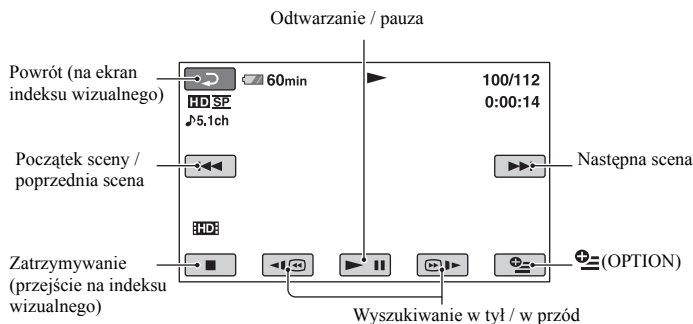 Odtwarzanie / pauza
Powrót (na ekran
indeksu wizualnego)
60min
100/112
HD SP
0:00:14
♪5.1ch
Początek sceny /
poprzednia scena
Następna scena
HD
Zatrzymywanie
(przejście na indeksu
wizualnego)
(OPTION)
Wyszukiwanie w tył / w przód